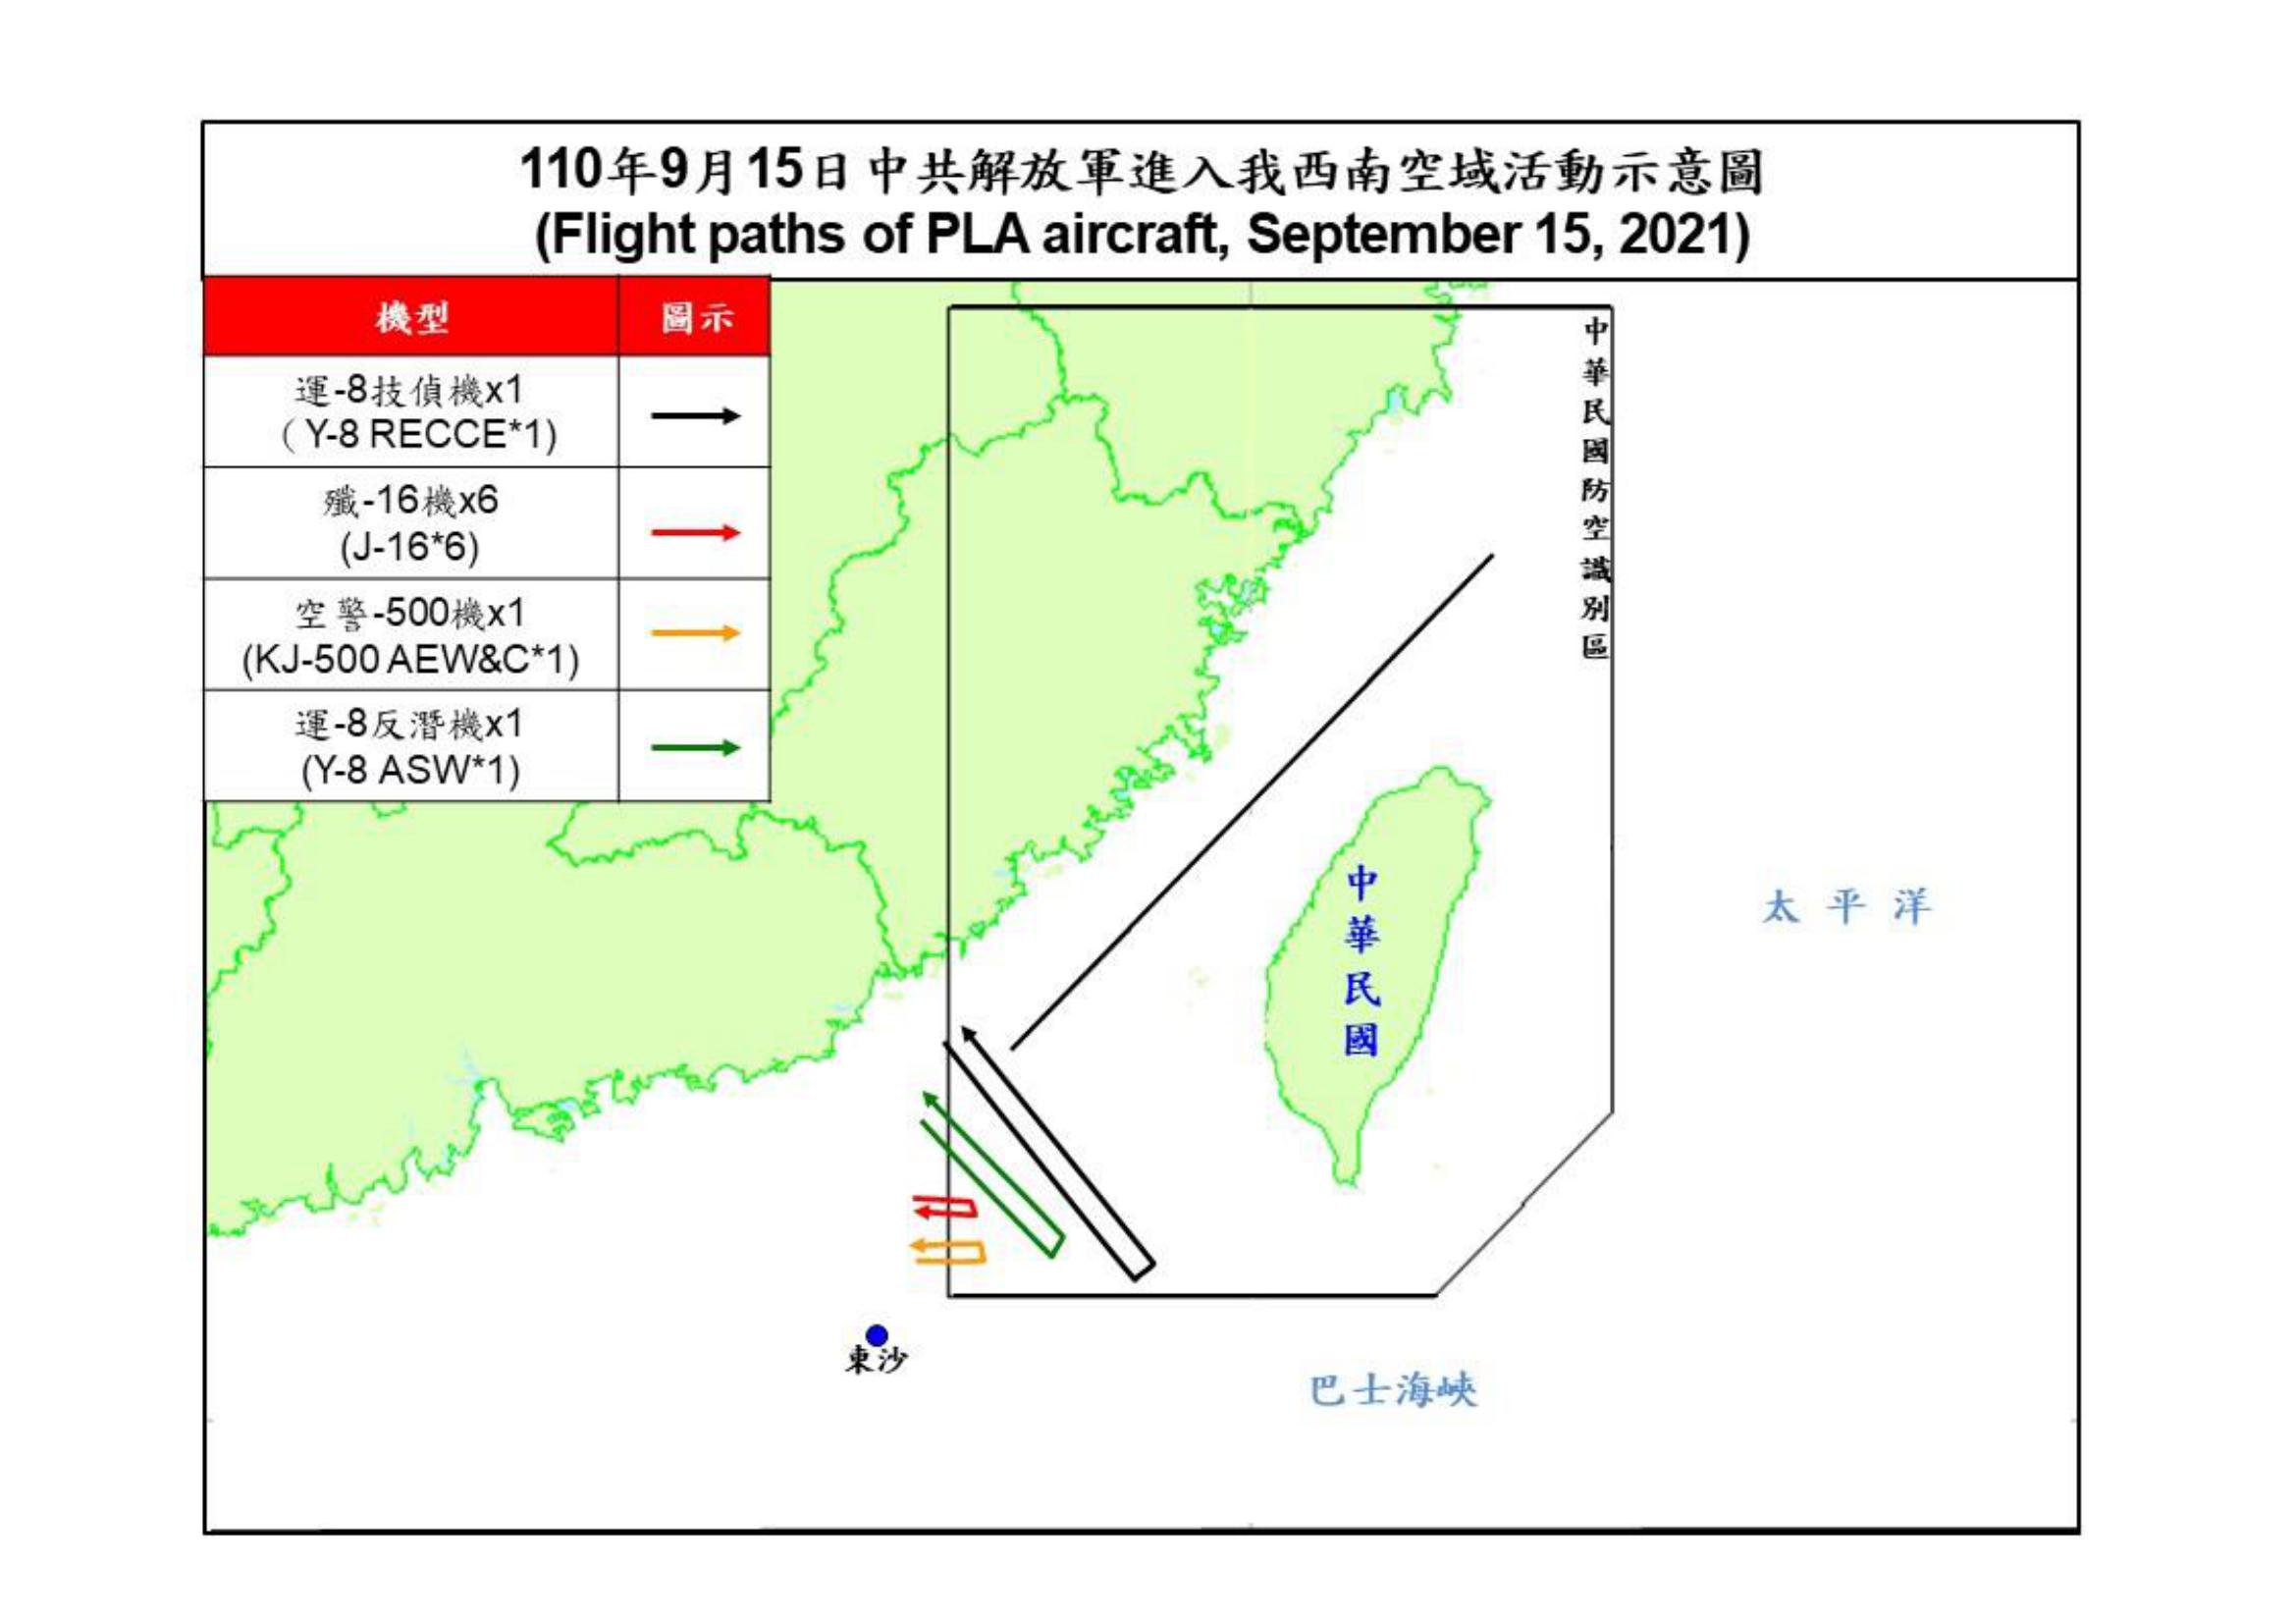 110年9月15日中共解放軍進入我西南空域活動示意圖
(Flight paths of PLA aircraft, September 15, 2021)
機型
圖示
運-8技偵機x1
（Y-8 RECCE*1)
殲-16機x6
(J-16*6)
空警-500機x1
(KJ-500 AEW&C*1)
運-8反潛機x1
(Y-8 ASW*1)
中華民國防空識別區
中華民國
太平洋
東沙
巴士海峽